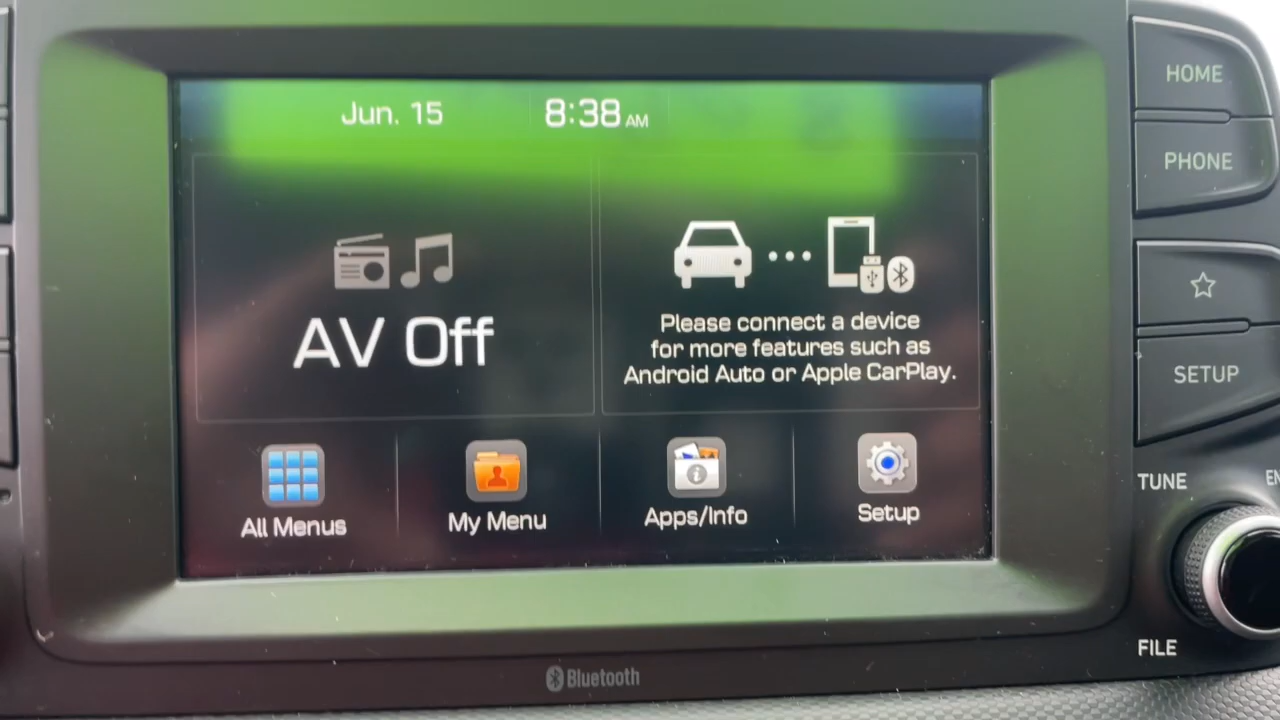 HOME
Jun. 15 8:38 AM
PHONE
AV Off
Please connect a device
for more features such as
Android Auto or Apple CarPlay.
SETUP
All Menus
My Menu
Apps/Info
Setup
TUNE
FILE
Bluetooth